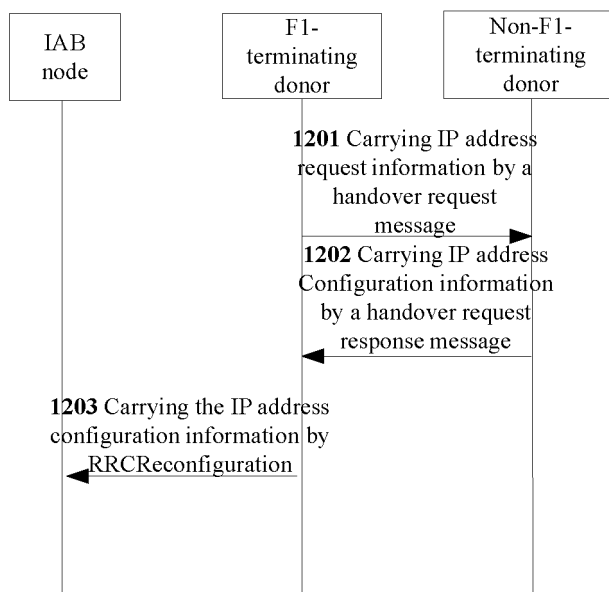 IAB
node
F1-
terminating
donor
Non-F1-
terminating
donor
1201 Carrying IP address
request information by a
handover request
message
1202 Carrying IP address
Configuration information
by a handover request
response message
1203 Carrying the IP address
configuration information by
RRCReconfiguration